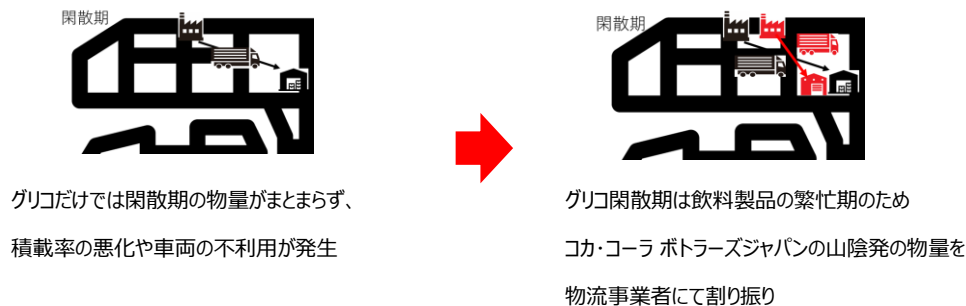 閑散期
グリコだけでは閑散期の物量がまとまらず、
積載率の悪化や車両の不利用が発生
閑散期
グリコ閑散期は飲料製品の繁忙期のため
コカ・コーラ ボトラーズジャパンの山陰発の物量を
物流事業者にて割り振り